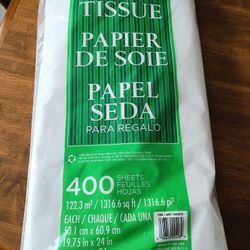 TISSUE
PAPIER
DE SOIE
PAPEL
SEDA
PARA REGALO
400 SHEETS
FEUILLES
HOJAS
122.3 m² / 1316.6 sq ft / 1316.6 pi²
EACH / CHAQUE / CADA UNA
50.1 cm x 60.9 cm
19.75 in x 24 in